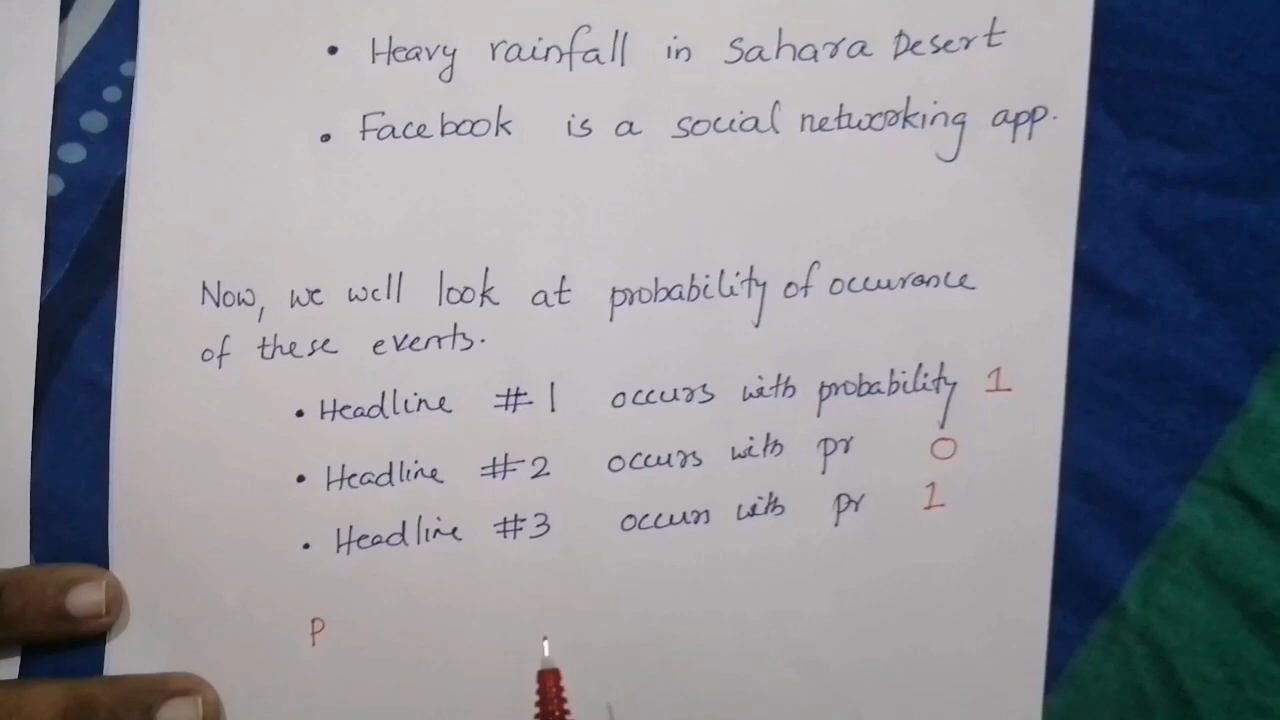 • Heavy rainfall in Sahara Desert
• Facebook is a social networking app.
Now, we will look at probability of occurance
of these events.
• Headline #1 occurs with probability 1
• Headline #2 occurs with pr 0
• Headline #3 occurs with pr 1
P